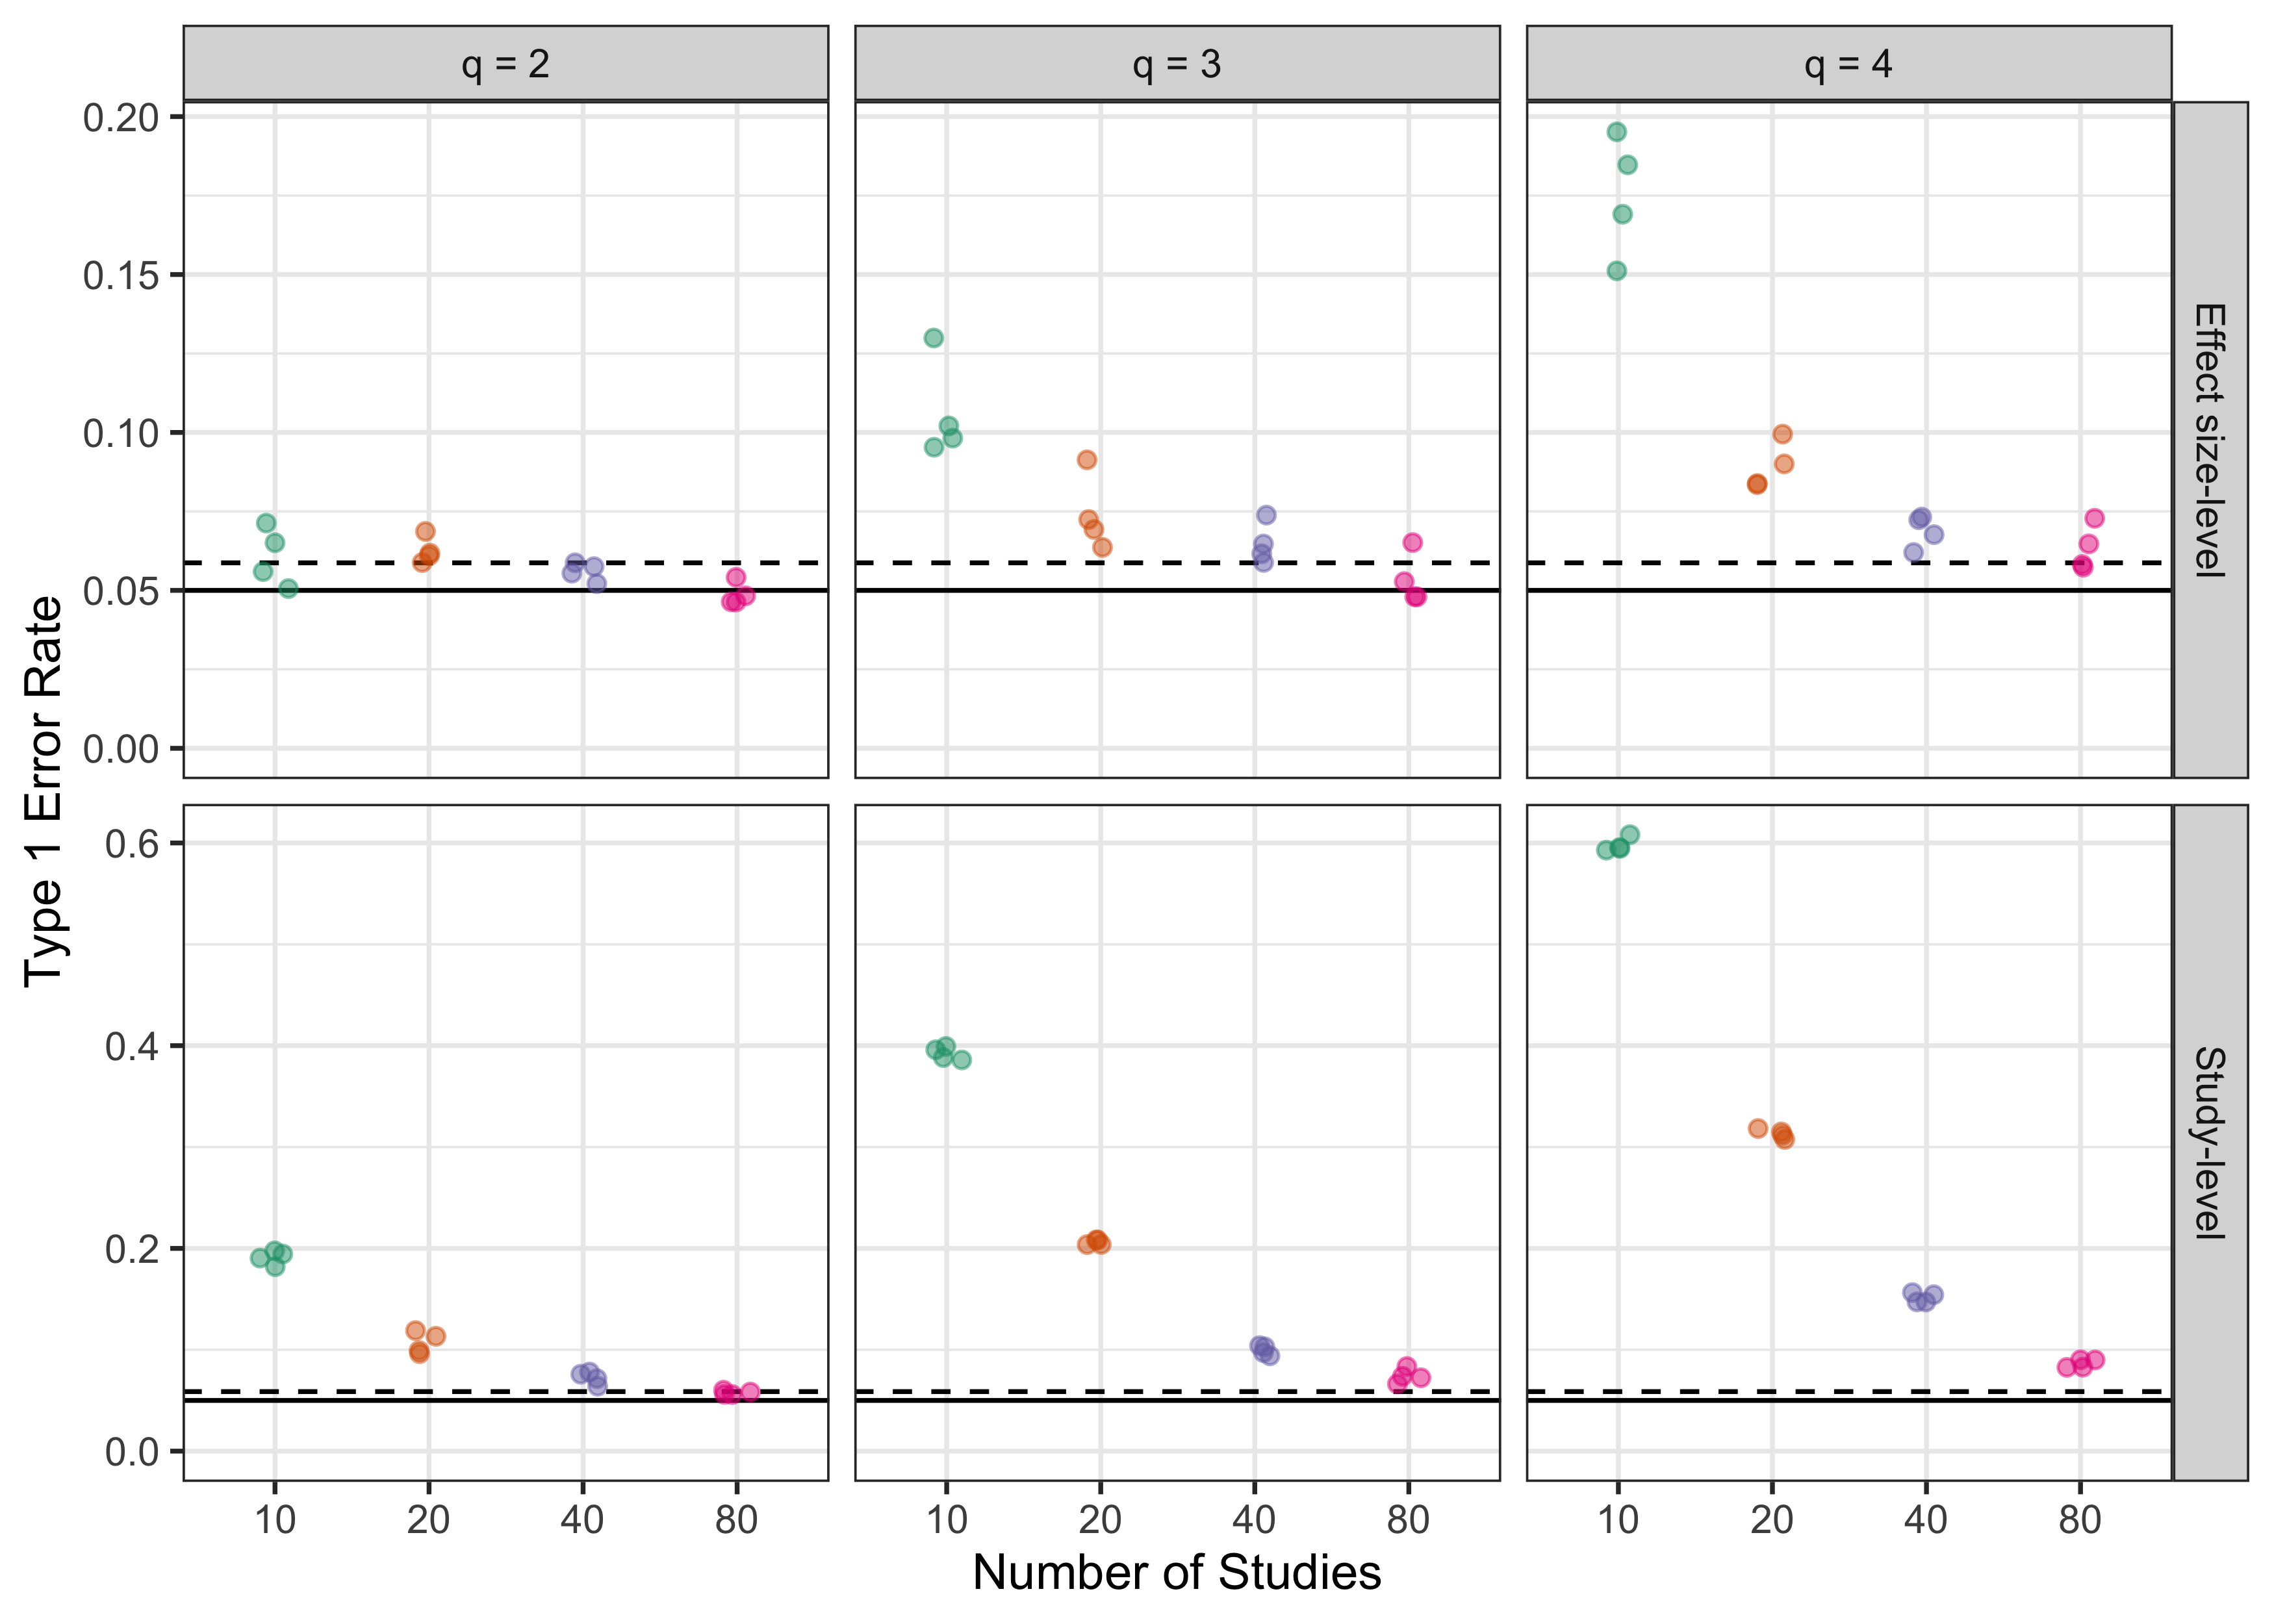 q = 2
q = 3
q = 4
0.20
0.15
0.10
0.05
0.00
Effect size-level
Type 1 Error Rate
0.6
0.4
0.2
0.0
Study-level
10 20 40 80
10 20 40 80
10 20 40 80
Number of Studies